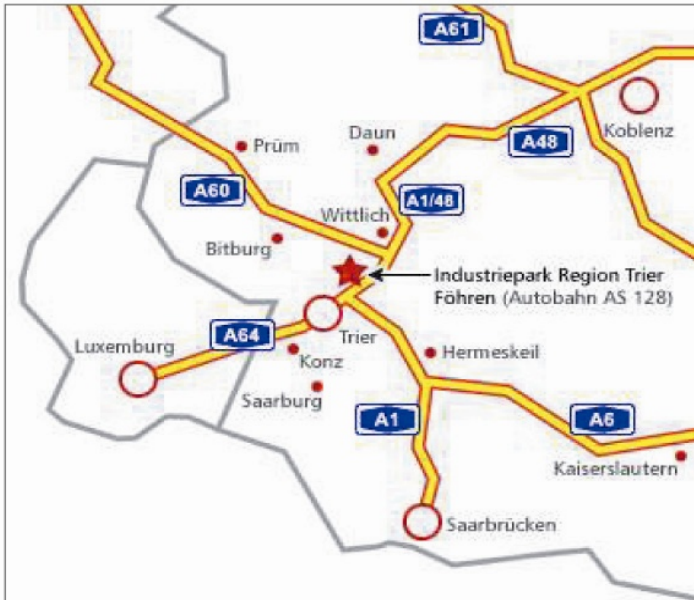 A61
Koblenz
Daun
A48
Prüm
A60
A1/48
Wittlich
Bitburg
Industriepark Region Trier
Föhren (Autobahn AS 128)
A64
Trier
Luxemburg
Konz
Hermeskeil
Saarburg
A1
A6
Kaiserslautern
Saarbrücken